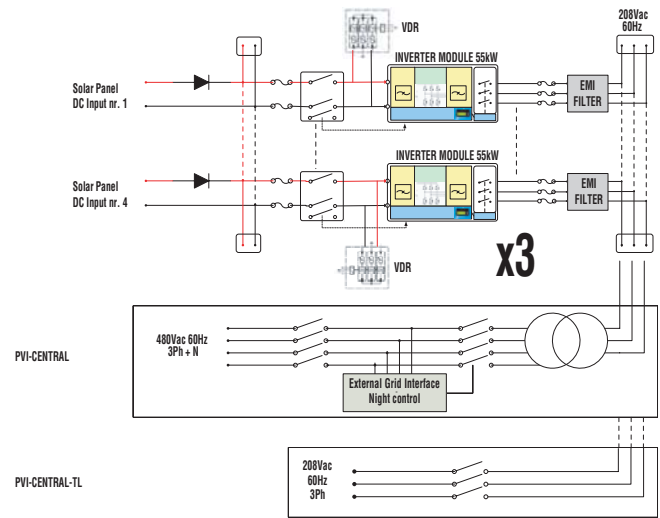 VDR
208Vac
60Hz
INVERTER MODULE 55kW
Solar Panel
DC Input nr. 1
EMI
FILTER
INVERTER MODULE 55kW
Solar Panel
DC Input nr. 4
EMI
FILTER
VDR
x3
480Vac 60Hz
3Ph + N
PVI-CENTRAL
External Grid Interface
Night control
208Vac
60Hz
3Ph
PVI-CENTRAL-TL